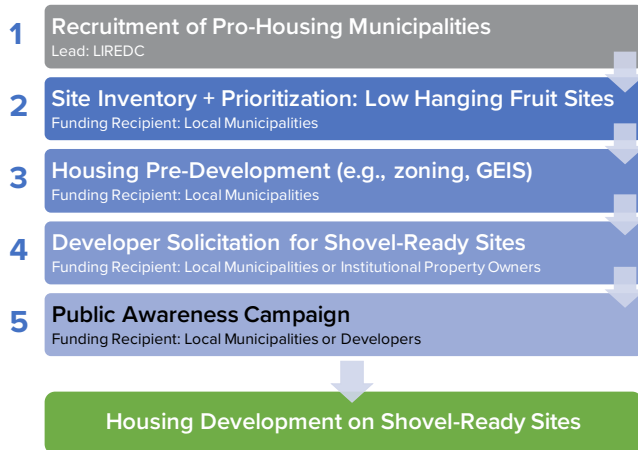 1
Recruitment of Pro-Housing Municipalities
Lead: LIREDC
2
Site Inventory + Prioritization: Low Hanging Fruit Sites
Funding Recipient: Local Municipalities
3
Housing Pre-Development (e.g., zoning, GEIS)
Funding Recipient: Local Municipalities
4
Developer Solicitation for Shovel-Ready Sites
Funding Recipient: Local Municipalities or Institutional Property Owners
5
Public Awareness Campaign
Funding Recipient: Local Municipalities or Developers
Housing Development on Shovel-Ready Sites